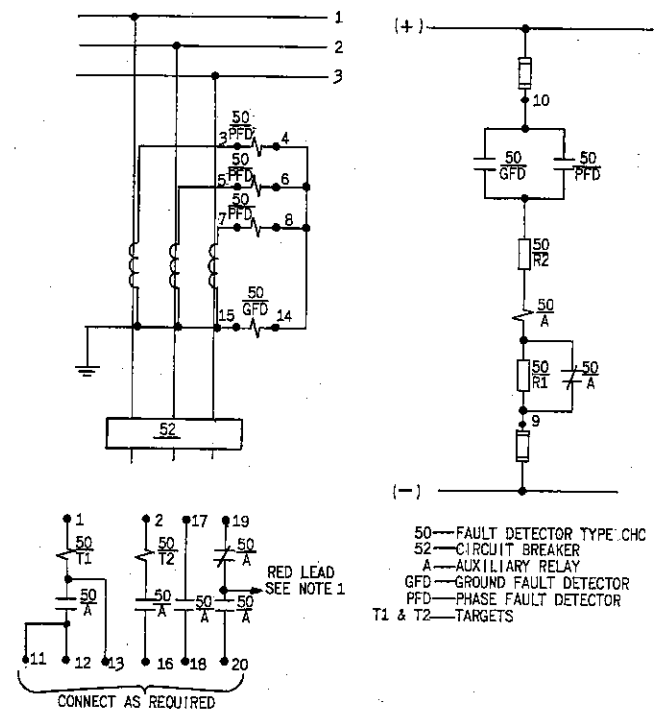 1
2
3
(+)
10
50
PFD
3
4
50
PFD
5
6
50
PFD
7
8
50
GFD
50
PFD
50
R2
50
GFD
15
14
50
A
50
R1
50
A
9
52
(-)
1
2
17
19
50
T1
50
T2
50
A
50
A
50
A
50
A
50
A
RED LEAD
SEE NOTE 1
11
12
13
16
18
20
CONNECT AS REQUIRED
50—FAULT DETECTOR TYPE CHC
52—CIRCUIT BREAKER
A—AUXILIARY RELAY
GFD—GROUND FAULT DETECTOR
PFD—PHASE FAULT DETECTOR
T1 & T2—TARGETS